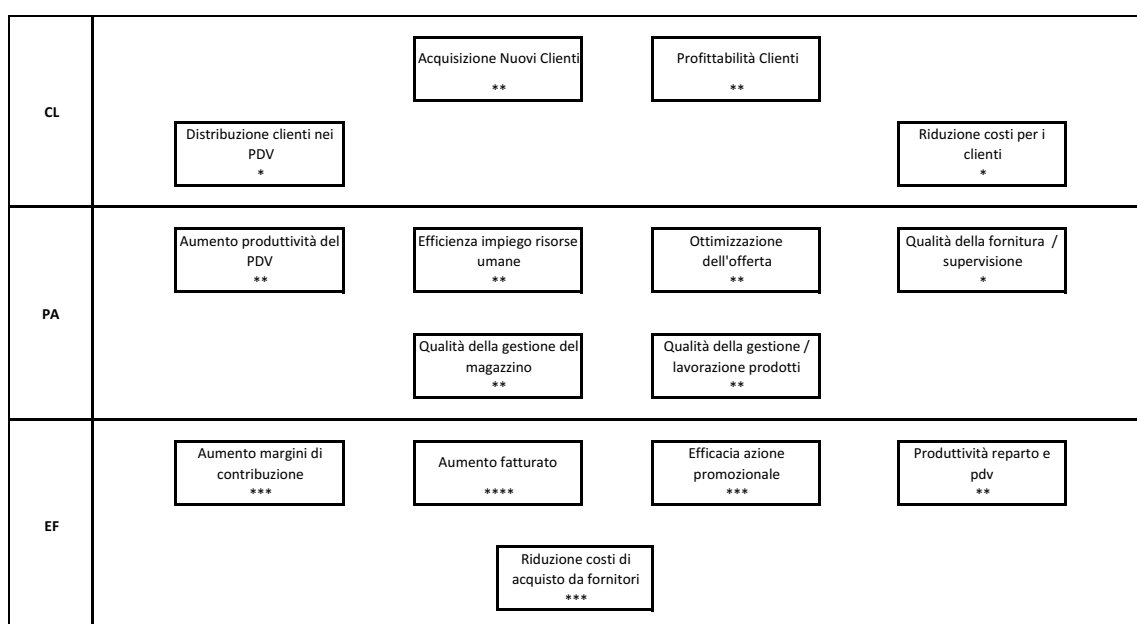 CL
Acquisizione Nuovi Clienti
**
Profittabilità Clienti
**
Distribuzione clienti nei
PDV
*
Riduzione costi per i
clienti
*
PA
Aumento produttività del
PDV
**
Efficienza impiego risorse
umane
**
Ottimizzazione
dell'offerta
**
Qualità della fornitura /
supervisione
*
Qualità della gestione del
magazzino
**
Qualità della gestione /
lavorazione prodotti
**
EF
Aumento margini di
contribuzione
***
Aumento fatturato
****
Efficacia azione
promozionale
***
Produttività reparto e
pdv
**
Riduzione costi di
acquisto da fornitori
***